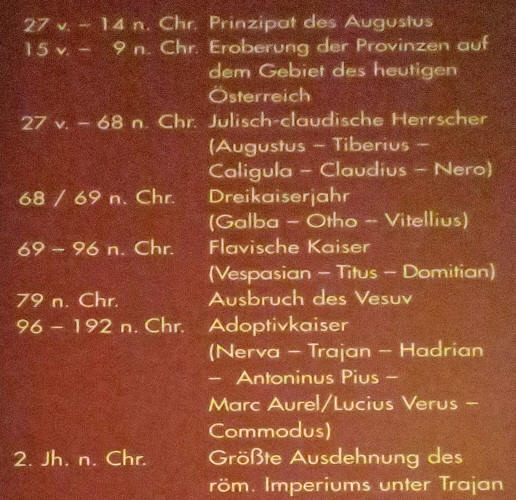 27 v. – 14 n. Chr. Prinzipat des Augustus
15 v. – 9 n. Chr. Eroberung der Provinzen auf
dem Gebiet des heutigen
Österreich
27 v. – 68 n. Chr. Julisch-claudische Herrscher
(Augustus – Tiberius –
Caligula – Claudius – Nero)
68 / 69 n. Chr. Dreikaiserjahr
(Galba – Otho – Vitellius)
69 – 96 n. Chr. Flavische Kaiser
(Vespasian – Titus – Domitian)
79 n. Chr. Ausbruch des Vesuv
96 – 192 n. Chr. Adoptivkaiser
(Nerva – Trajan – Hadrian
– Antoninus Pius –
Marc Aurel/Lucius Verus –
Commodus)
2. Jh. n. Chr. Größte Ausdehnung des
röm. Imperiums unter Trajan